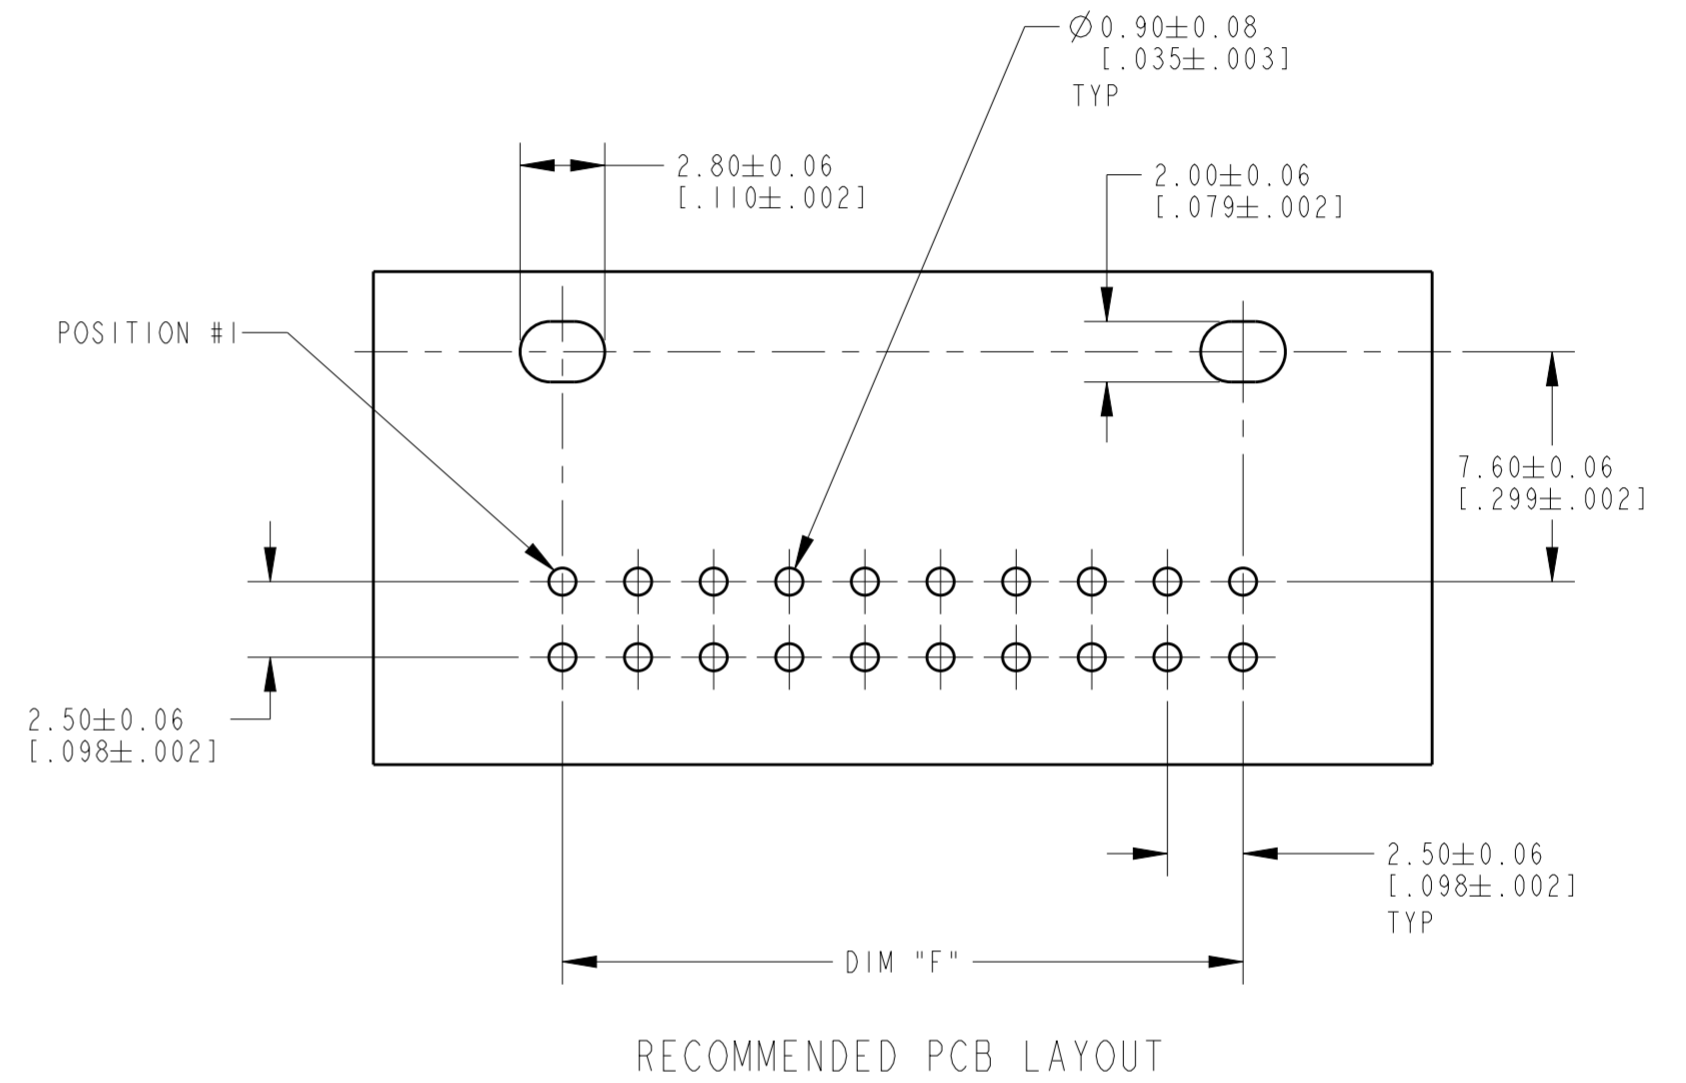 Ø0.90±0.08
[.035±.003]
TYP
2.80±0.06
[.110±.002]
2.00±0.06
[.079±.002]
POSITION #1
7.60±0.06
[.299±.002]
2.50±0.06
[.098±.002]
2.50±0.06
[.098±.002]
TYP
DIM "F"
RECOMMENDED PCB LAYOUT